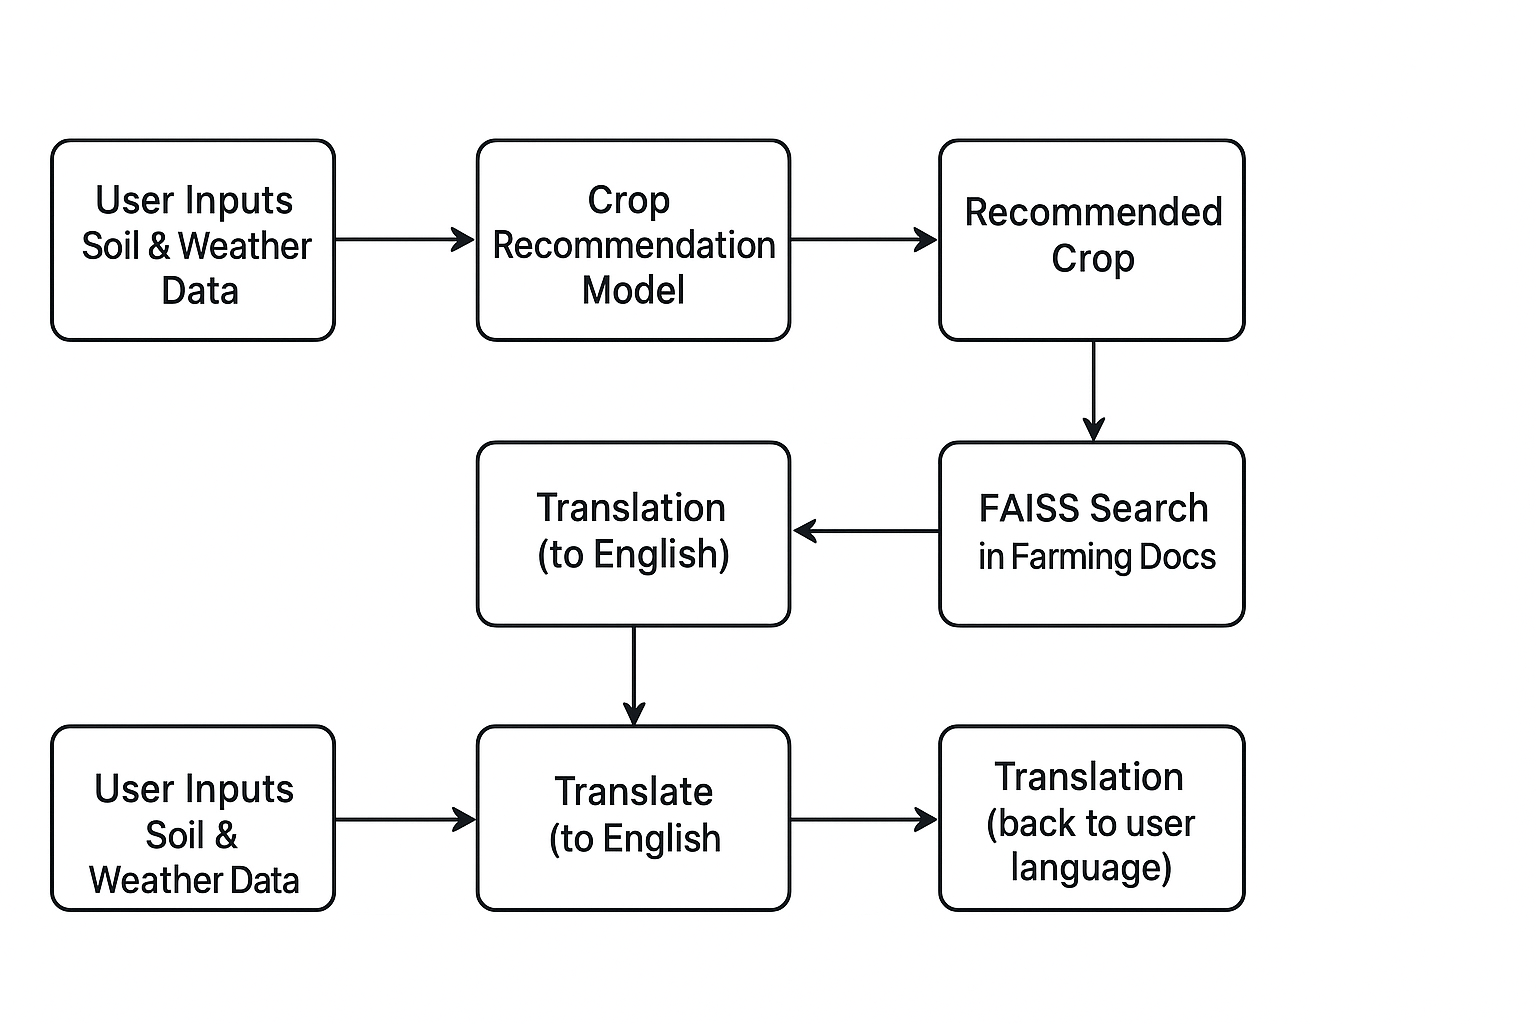 User Inputs
Soil & Weather
Data
Crop
Recommendation
Model
Recommended
Crop
Translation
(to English)
FAISS Search
in Farming Docs
User Inputs
Soil &
Weather Data
Translate
(to English
Translation
(back to user
language)